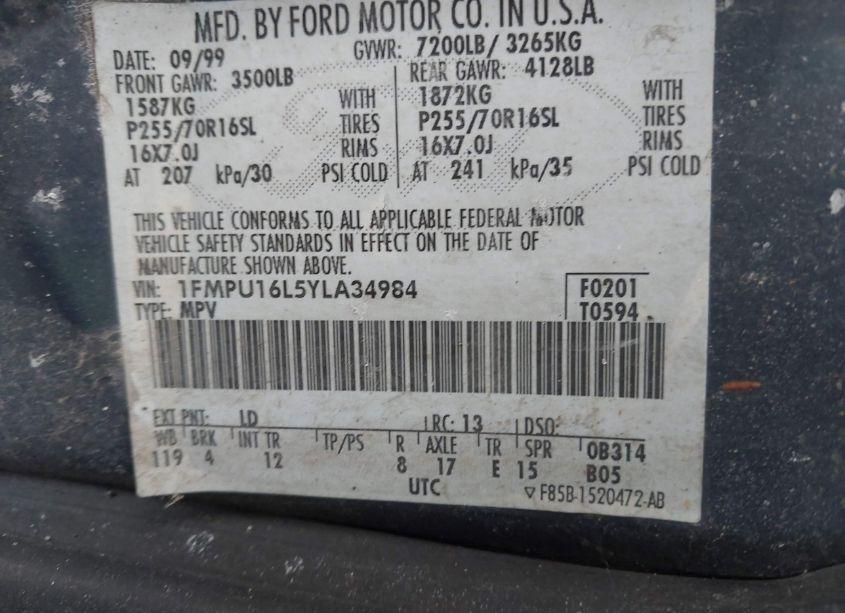 MFD. BY FORD MOTOR CO. IN U.S.A.
DATE: 09/99 GVWR: 7200LB/ 3265KG
FRONT GAWR: 3500LB REAR GAWR: 4128LB
1587KG WITH 1872KG WITH
P255/70R16SL TIRES P255/70R16SL TIRES
16X7.0J RIMS 16X7.0J RIMS
AT 207 kPa/30 PSI COLD AT 241 kPa/35 PSI COLD
THIS VEHICLE CONFORMS TO ALL APPLICABLE FEDERAL MOTOR
VEHICLE SAFETY STANDARDS IN EFFECT ON THE DATE OF
MANUFACTURE SHOWN ABOVE.
VIN: 1FMPU16L5YLA34984 F0201
TYPE: MPV T0594
EXT PNT: LD RC: 13 DSO:
WB BRK INT TR TP/PS R AXLE TR SPR 0B314
119 4 12 8 17 E 15 B05
UTC ▽F85B-1520472-AB